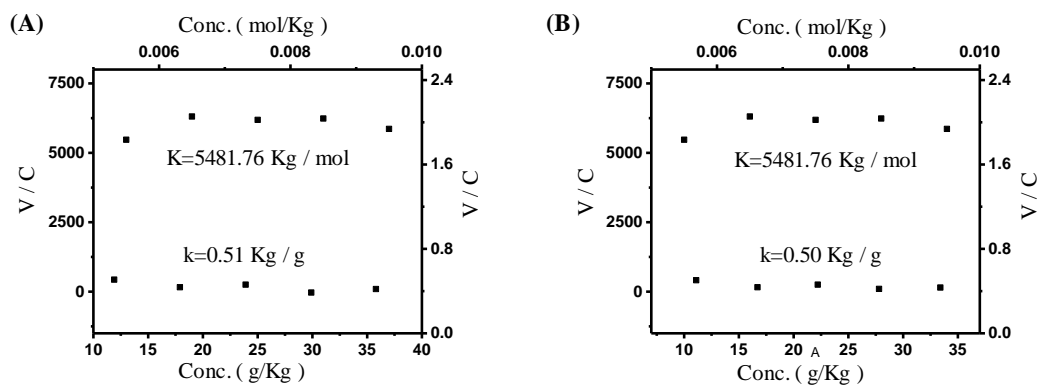 (A)
Conc. ( mol/Kg )
0.006 0.008 0.010
7500 2.4
5000 1.6
2500 0.8
0 0.0
V / C
V / C
K=5481.76 Kg / mol
k=0.51 Kg / g
10 15 20 25 30 35 40
Conc. ( g/Kg )
(B)
Conc. ( mol/Kg )
0.006 0.008 0.010
7500 2.4
5000 1.6
2500 0.8
0 0.0
V / C
V / C
K=5481.76 Kg / mol
k=0.50 Kg / g
10 15 20 25 30 35
A
Conc. ( g/Kg )